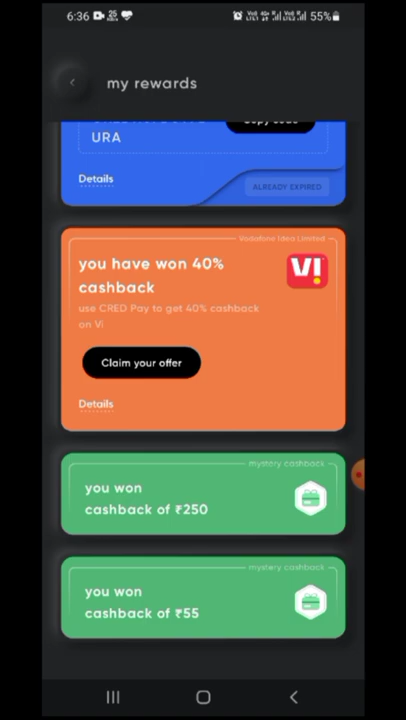 6:36
55%
my rewards
Copy code
URA
Details
ALREADY EXPIRED
Vodafone Idea Limited
you have won 40%
cashback
VI
use CRED Pay to get 40% cashback
on Vi
Claim your offer
Details
mystery cashback
you won
cashback of ₹250
mystery cashback
you won
cashback of ₹55